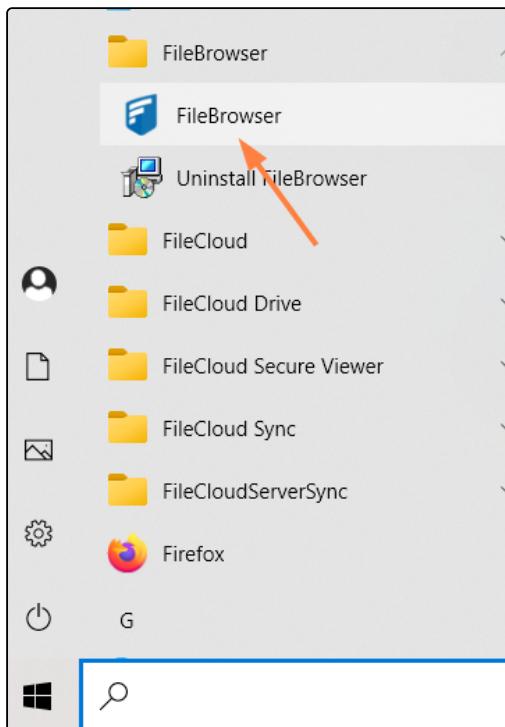 FileBrowser
FileBrowser
Uninstall FileBrowser
FileCloud
FileCloud Drive
FileCloud Secure Viewer
FileCloud Sync
FileCloudServerSync
Firefox
G